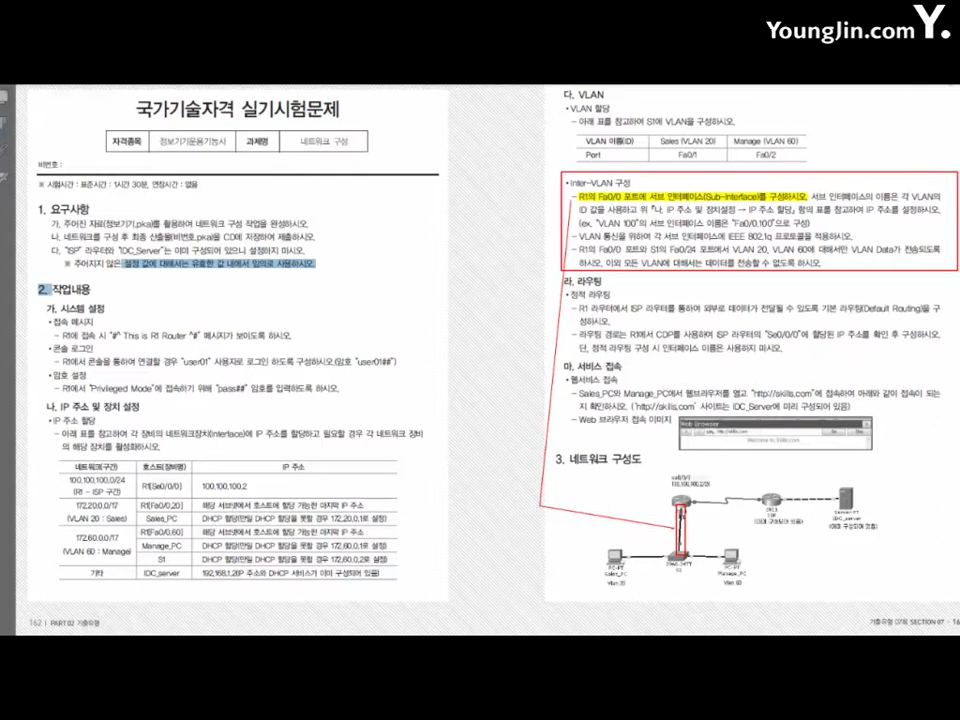 YoungJin.com Y.
국가기술자격 실기시험문제
자격종목 정보기기운용기능사 과제명 네트워크 구성
비번호 :
※ 시험시간 : 표준시간 : 1시간 30분, 연장시간 : 없음
1. 요구사항
가. 주어진 자료(정보기기.pka)를 활용하여 네트워크 구성 작업을 완성하시오.
나. 네트워크를 구성 후 최종 산출물(비번호.pka)을 CD에 저장하여 제출하시오.
다. "ISP" 라우터와 "IDC_Server"는 이미 구성되어 있으니 설정하지 마시오.
※ 주어지지 않은 설정 값에 대해서는 유효한 값 내에서 임의로 사용하시오.
2. 작업내용
가. 시스템 설정
• 접속 메시지
– R1에 접속 시 "#^ This is R1 Router ^#" 메시지가 보이도록 하시오.
• 콘솔 로그인
– R1에서 콘솔을 통하여 연결할 경우 "user01" 사용자로 로그인 하도록 구성하시오.(암호 "user01##")
• 암호 설정
– R1에서 "Privileged Mode"에 접속하기 위해 "pass##" 암호를 입력하도록 하시오.
나. IP 주소 및 장치 설정
• IP 주소 할당
– 아래 표를 참고하여 각 장비의 네트워크장치(Interface)에 IP 주소를 할당하고 필요할 경우 각 네트워크 장비
의 해당 장치를 활성화하시오.
네트워크(구간) 호스트(장비명) IP 주소
100.100.100.0/24
(R1 - ISP 구간) R1[Se0/0/0] 100.100.100.2
172.20.0.0/17
(VLAN 20 : Sales) R1[Fa0/0.20] 해당 서브넷에서 호스트에 할당 가능한 마지막 IP 주소
Sales_PC DHCP 할당(만일 DHCP 할당을 못할 경우 172.20.0.1로 설정)
172.60.0.0/17
(VLAN 60 : Manage) R1[Fa0/0.60] 해당 서브넷에서 호스트에 할당 가능한 마지막 IP 주소
Manage_PC DHCP 할당(만일 DHCP 할당을 못할 경우 172.60.0.1로 설정)
S1 DHCP 할당(만일 DHCP 할당을 못할 경우 172.60.0.2로 설정)
기타 IDC_server 192.168.1.2(IP 주소와 DHCP 서비스가 이미 구성되어 있음)
162 | PART 02 기출유형
다. VLAN
• VLAN 할당
– 아래 표를 참고하여 S1에 VLAN을 구성하시오.
VLAN 이름(ID) Sales (VLAN 20) Manage (VLAN 60)
Port Fa0/1 Fa0/2
• Inter-VLAN 구성
– R1의 Fa0/0 포트에 서브 인터페이스(Sub-Interface)를 구성하시오. 서브 인터페이스의 이름은 각 VLAN의
ID 값을 사용하고 위 『나. IP 주소 및 장치설정 → IP 주소 할당』 항의 표를 참고하여 IP 주소를 설정하시오.
(ex. "VLAN 100"의 서브 인터페이스 이름은 "Fa0/0.100"으로 구성)
– VLAN 통신을 위하여 각 서브 인터페이스에 IEEE 802.1q 프로토콜을 적용하시오.
– R1의 Fa0/0 포트와 S1의 Fa0/24 포트에서 VLAN 20, VLAN 60에 대해서만 VLAN Data가 전송되도록
하시오. 이외 모든 VLAN에 대해서는 데이터를 전송할 수 없도록 하시오.
라. 라우팅
• 정적 라우팅
– R1 라우터에서 ISP 라우터를 통하여 외부로 데이터가 전달될 수 있도록 기본 라우팅(Default Routing)을 구
성하시오.
– 라우팅 경로는 R1에서 CDP를 사용하여 ISP 라우터의 "Se0/0/0"에 할당된 IP 주소를 확인 후 구성하시오.
단, 정적 라우팅 구성 시 인터페이스 이름은 사용하지 마시오.
마. 서비스 접속
• 웹서비스 접속
– Sales_PC와 Manage_PC에서 웹브라우저를 열고 "http://skills.com"에 접속하여 아래와 같이 접속이 되는
지 확인하시오. ('http://skills.com' 사이트는 IDC_Server에 미리 구성되어 있음)
– Web 브라우저 접속 이미지
Web Browser
http://skills.com
Welcome to Skills.com
3. 네트워크 구성도
se0/0/0
100.100.100.2/24
ISP
(이미 구성되어 있음)
Server-PT
IDC_server
(이미 구성되어 있음)
PC-PT
Sales_PC
Vlan 20
2960-24TT
S1
PC-PT
Manage_PC
Vlan 60
기출유형 07회 SECTION 07 - 16